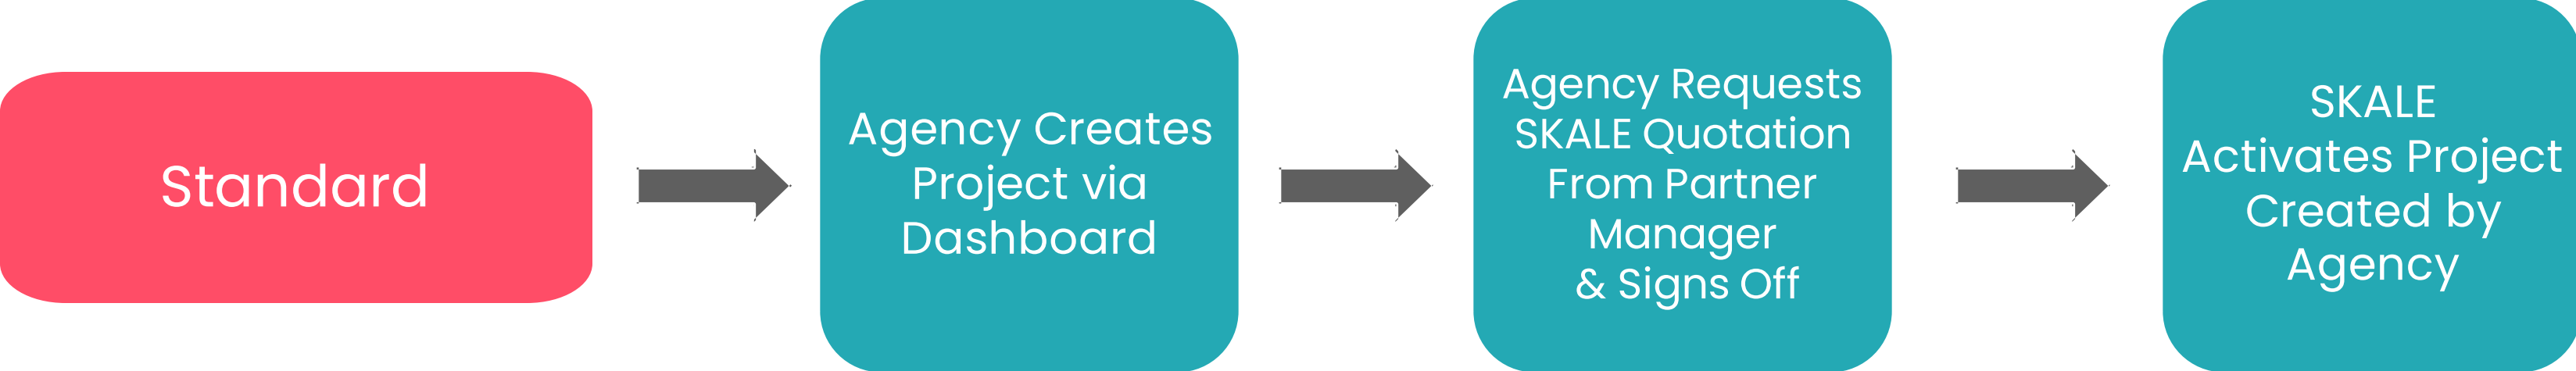 Standard
Agency Creates
Project via
Dashboard
Agency Requests
SKALE Quotation
From Partner
Manager
& Signs Off
SKALE
Activates Project
Created by
Agency